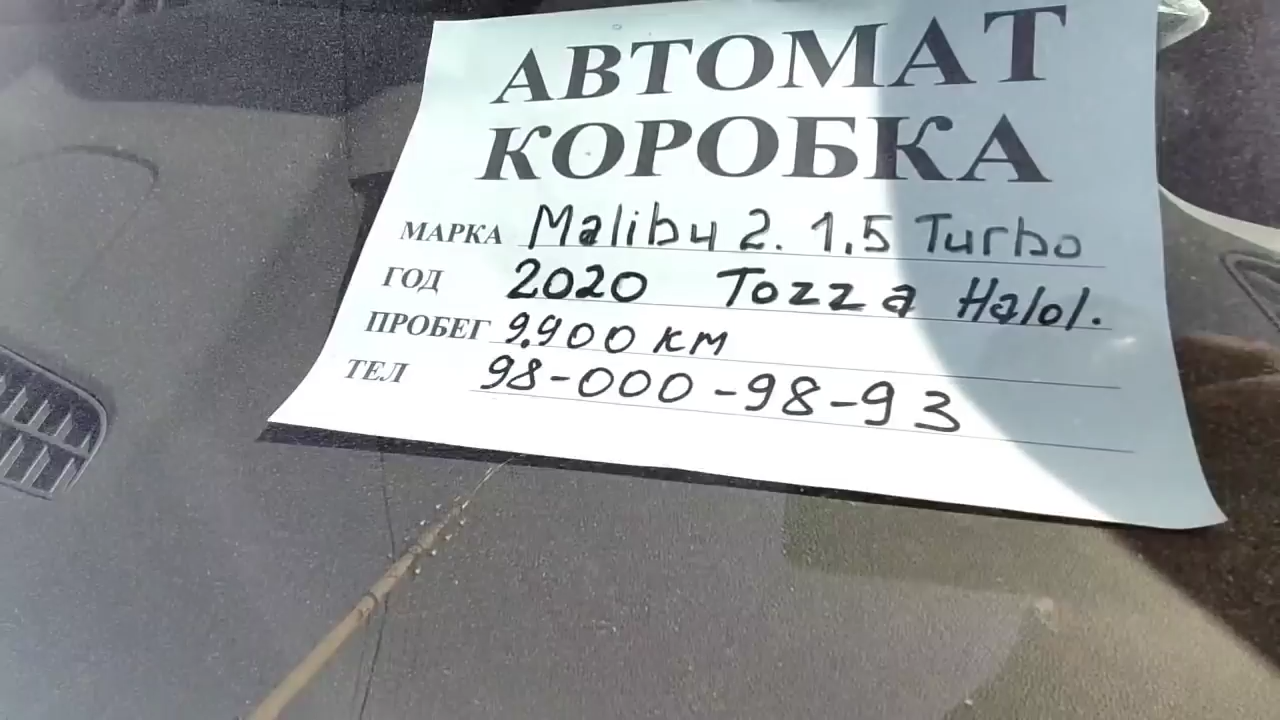 АВТОМАТ
КОРОБКА
МАРКА Malibu 2. 1.5 Turbo
ГОД 2020 Tozza Halol.
ПРОБЕГ 9.900 км
ТЕЛ 98-000-98-93